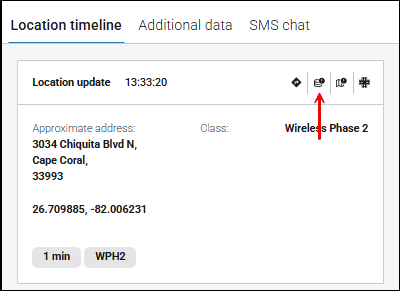 Location timeline Additional data SMS chat
Location update 13:33:20
Approximate address: Class: Wireless Phase 2
3034 Chiquita Blvd N,
Cape Coral,
33993
26.709885, -82.006231
1 min WPH2